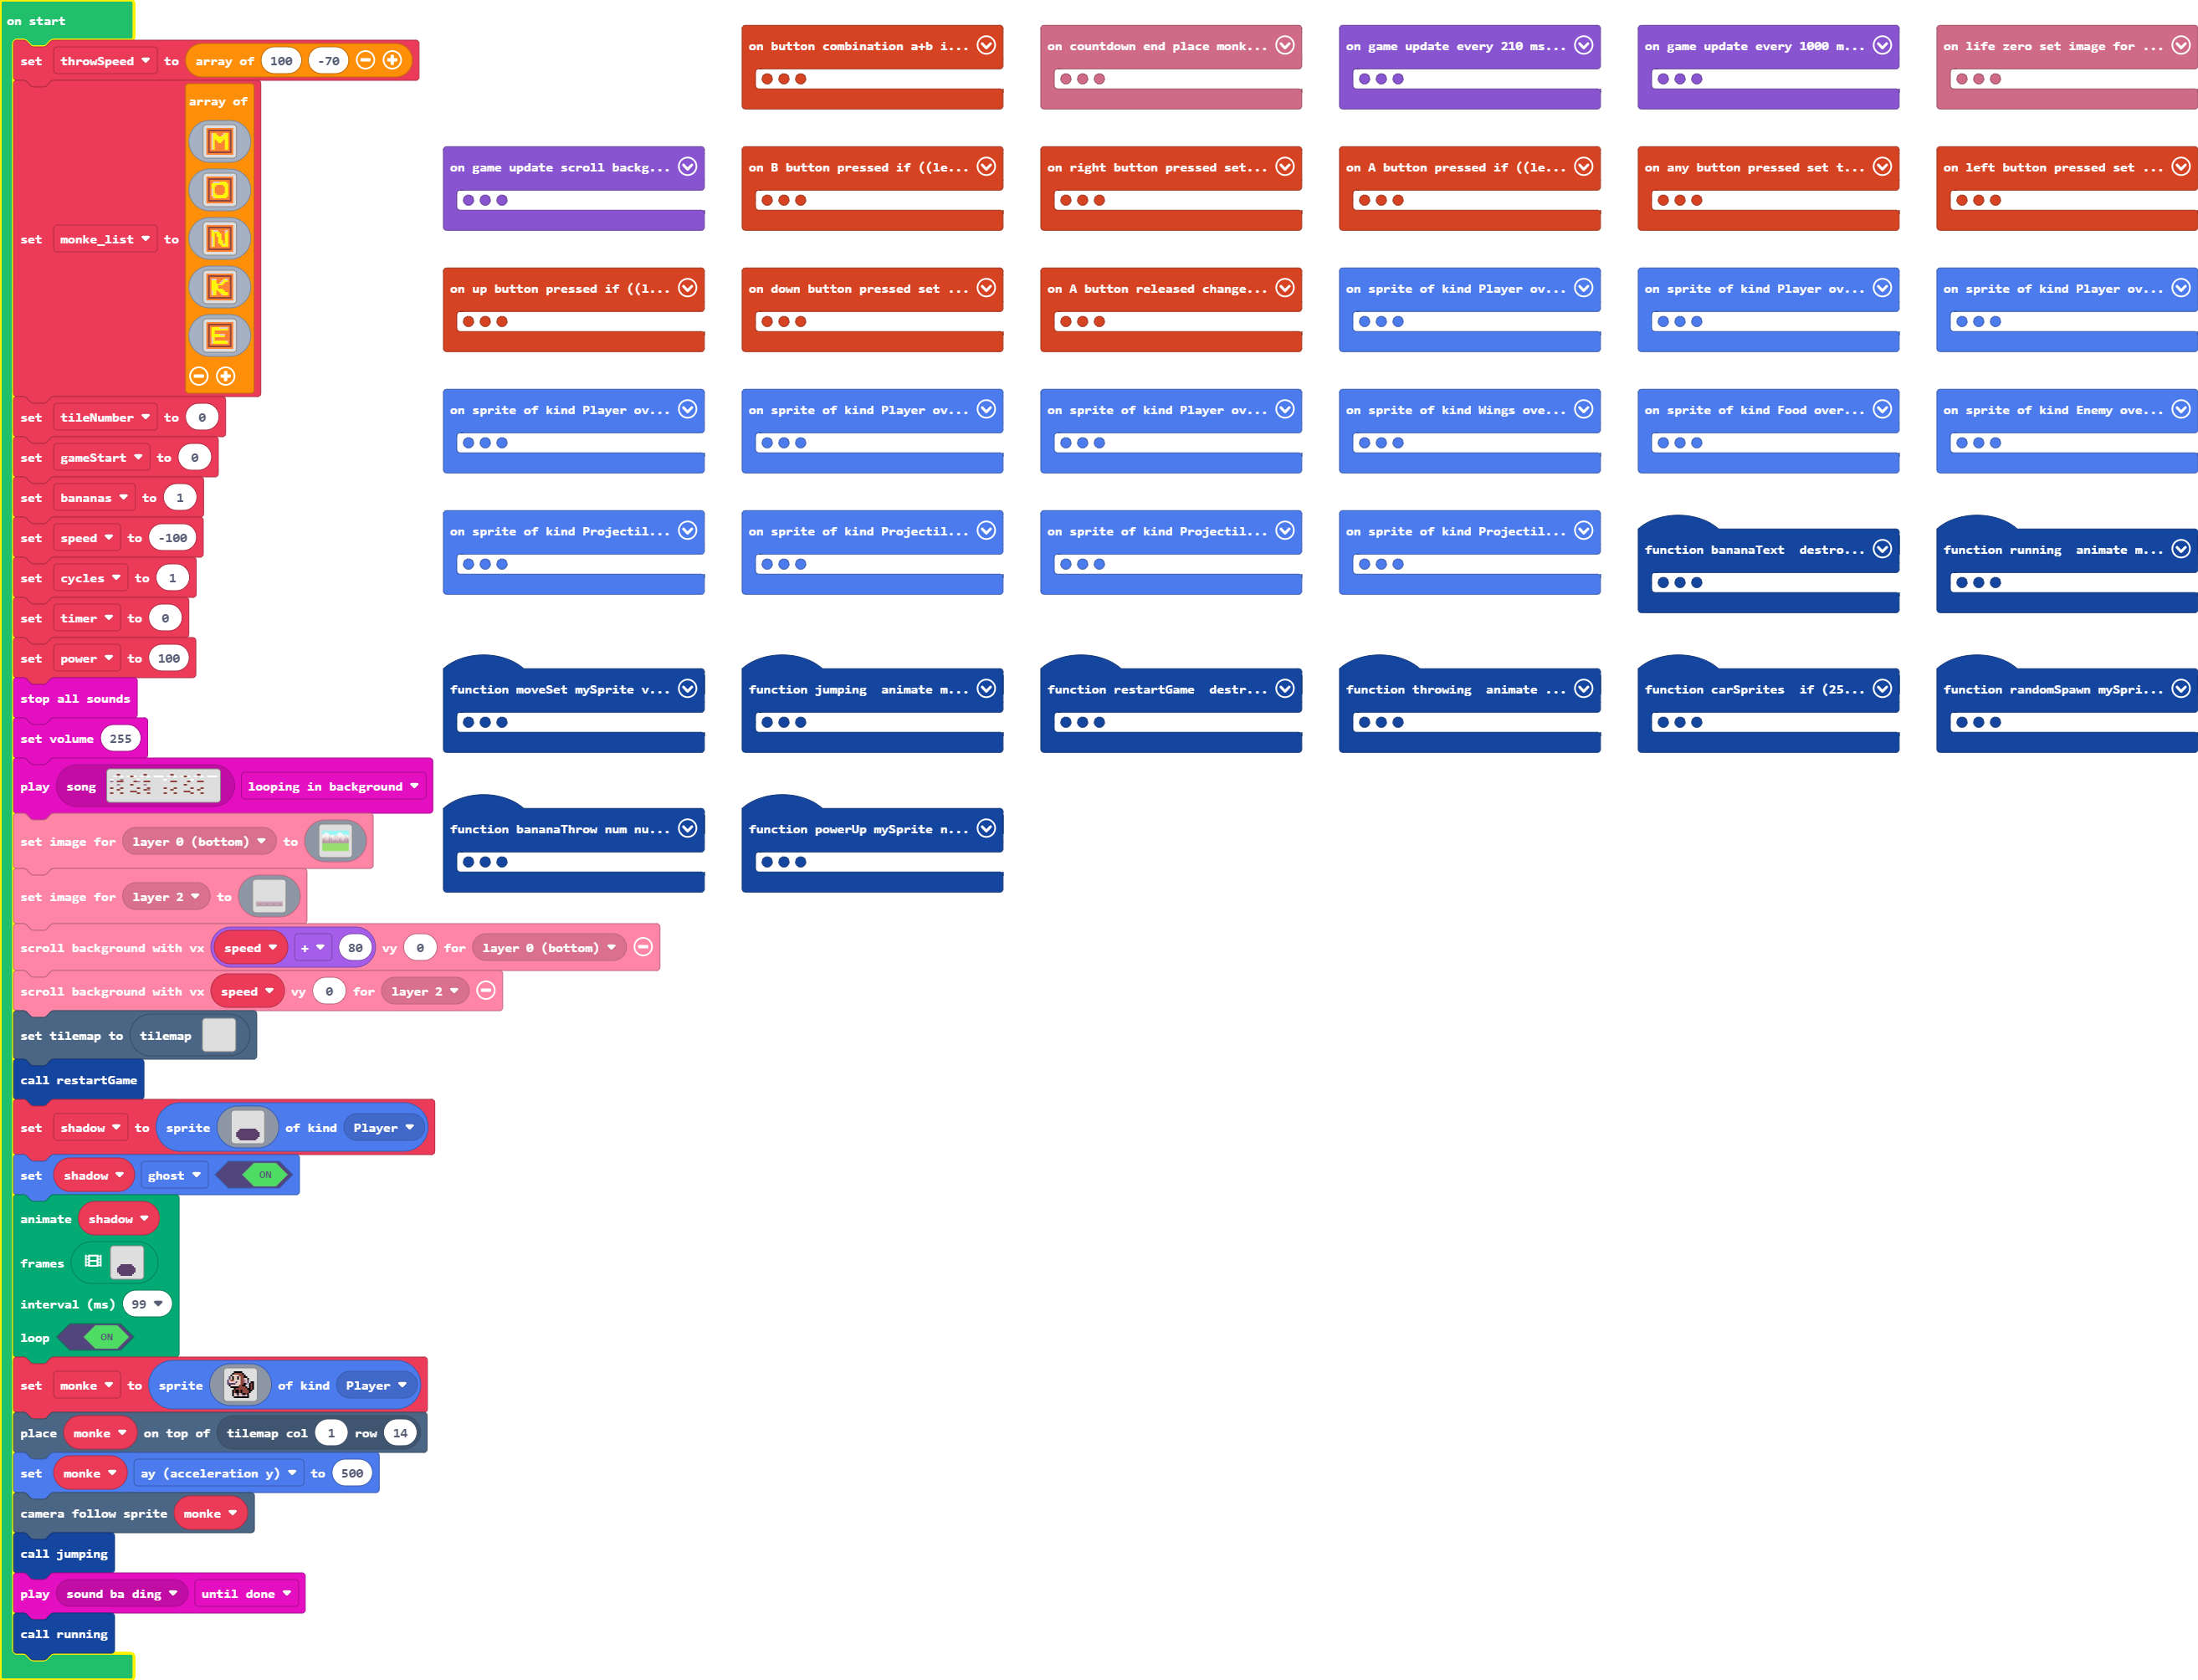 on start
set throwSpeed to array of 100 -70
set monke_list to array of
M
O
N
K
E
set tileNumber to 0
set gameStart to 0
set bananas to 1
set speed to -100
set cycles to 1
set timer to 0
set power to 100
stop all sounds
set volume 255
play song looping in background
set image for layer 0 (bottom) to
set image for layer 2 to
scroll background with vx speed + 80 vy 0 for layer 0 (bottom)
scroll background with vx speed vy 0 for layer 2
set tilemap to tilemap
call restartGame
set shadow to sprite of kind Player
set shadow ghost ON
animate shadow
frames
interval (ms) 99
loop ON
set monke to sprite of kind Player
place monke on top of tilemap col 1 row 14
set monke ay (acceleration y) to 500
camera follow sprite monke
call jumping
play sound ba ding until done
call running
on button combination a+b i...
on countdown end place monk...
on game update every 210 ms...
on game update every 1000 m...
on life zero set image for ...
on game update scroll backg...
on B button pressed if ((le...
on right button pressed set...
on A button pressed if ((le...
on any button pressed set t...
on left button pressed set ...
on up button pressed if ((l...
on down button pressed set ...
on A button released change...
on sprite of kind Player ov...
on sprite of kind Player ov...
on sprite of kind Player ov...
on sprite of kind Player ov...
on sprite of kind Player ov...
on sprite of kind Player ov...
on sprite of kind Wings ove...
on sprite of kind Food over...
on sprite of kind Enemy ove...
on sprite of kind Projectil...
on sprite of kind Projectil...
on sprite of kind Projectil...
on sprite of kind Projectil...
function bananaText destro...
function running animate m...
function moveSet mySprite v...
function jumping animate m...
function restartGame destr...
function throwing animate ...
function carSprites if (25...
function randomSpawn mySpri...
function bananaThrow num nu...
function powerUp mySprite n...